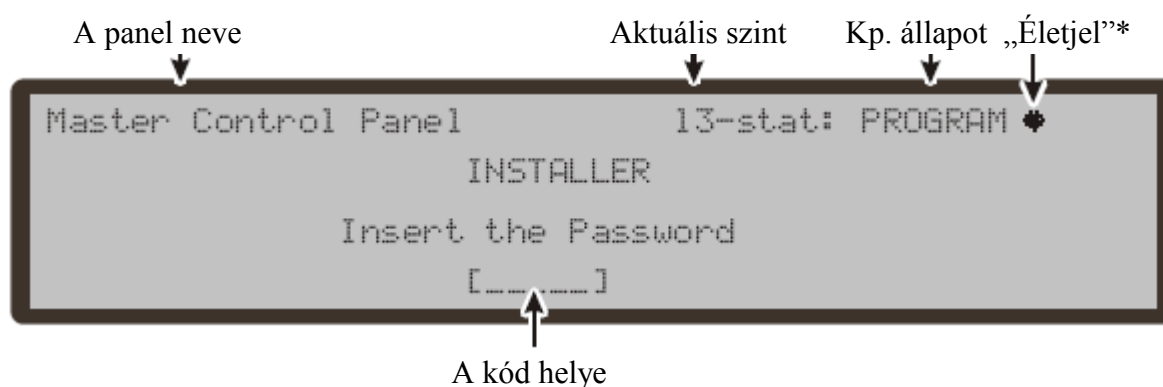 A panel neve Aktuális szint Kp. állapot „Életjel”*
Master Control Panel l3-stat: PROGRAM
INSTALLER
Insert the Password
[_____]
A kód helye